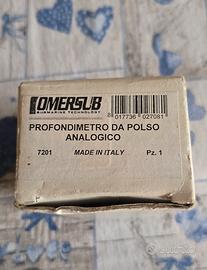 OMERSUB
SUBMARINE TECHNOLOGY
8 017736 027081
PROFONDIMETRO DA POLSO
ANALOGICO
7201 MADE IN ITALY Pz. 1